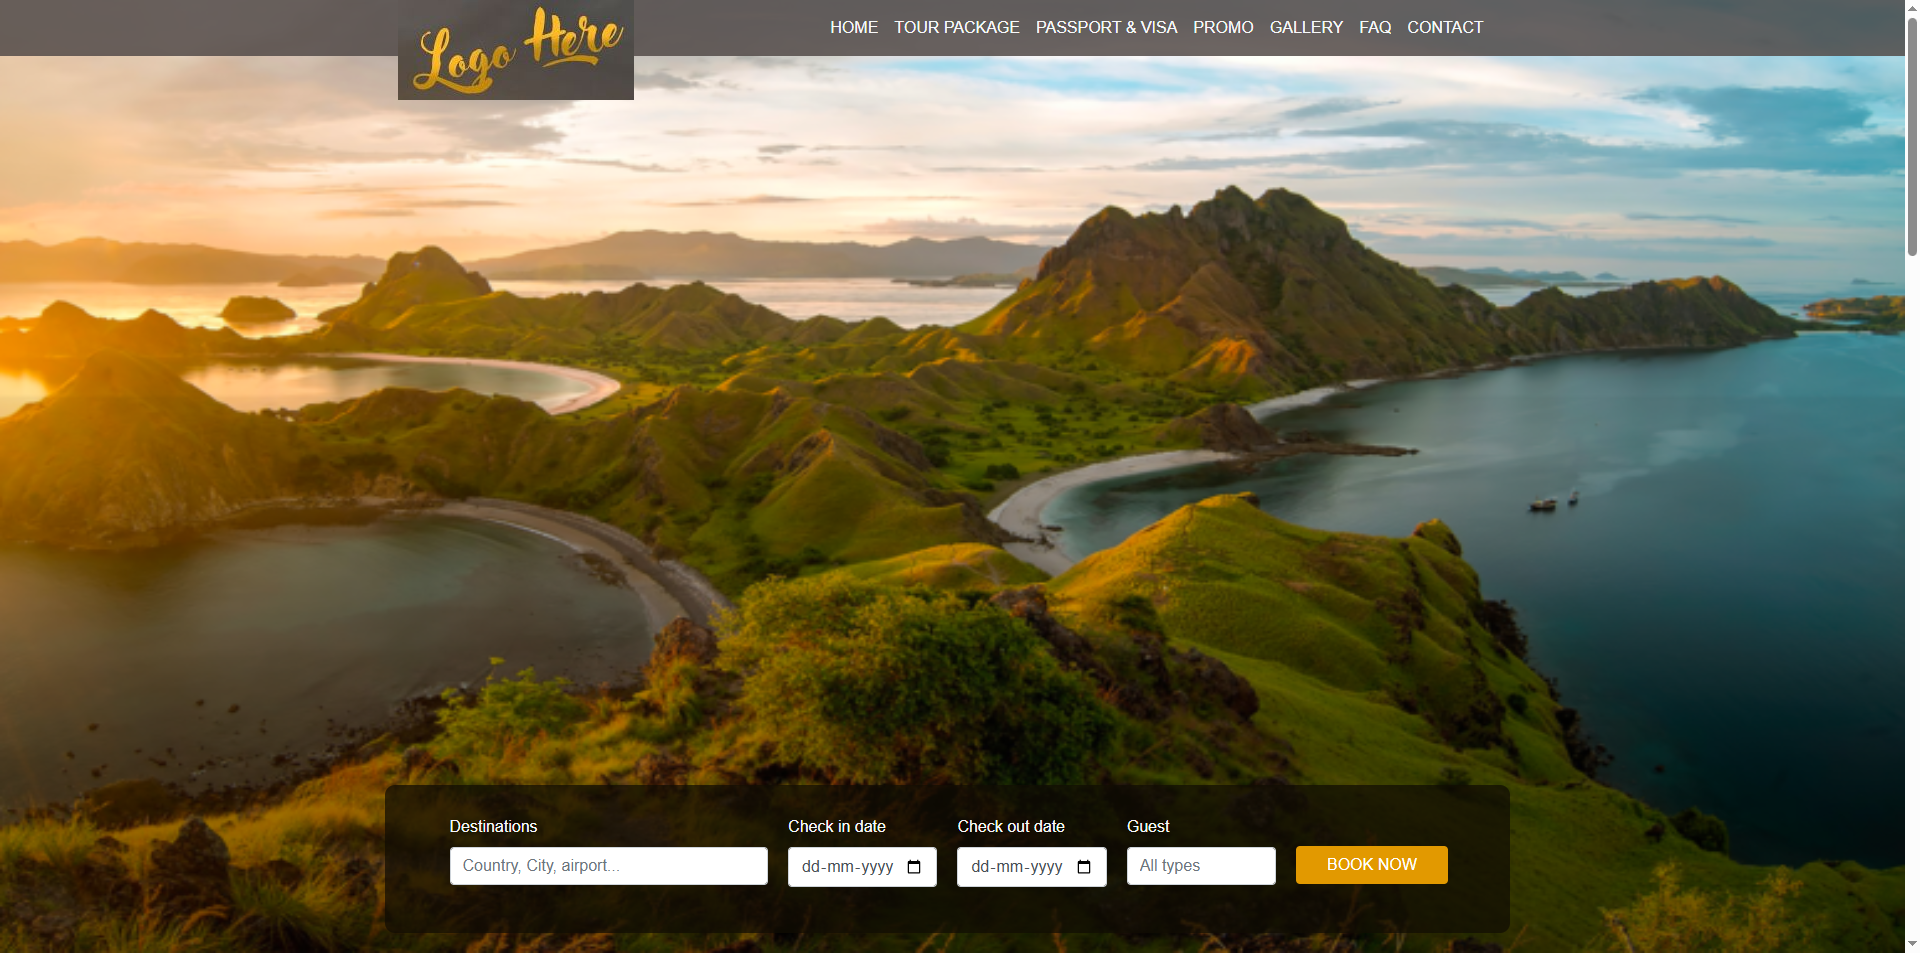 Logo Here
HOME TOUR PACKAGE PASSPORT & VISA PROMO GALLERY FAQ CONTACT
Destinations Check in date Check out date Guest
Country, City, airport... dd-mm-yyyy dd-mm-yyyy All types BOOK NOW